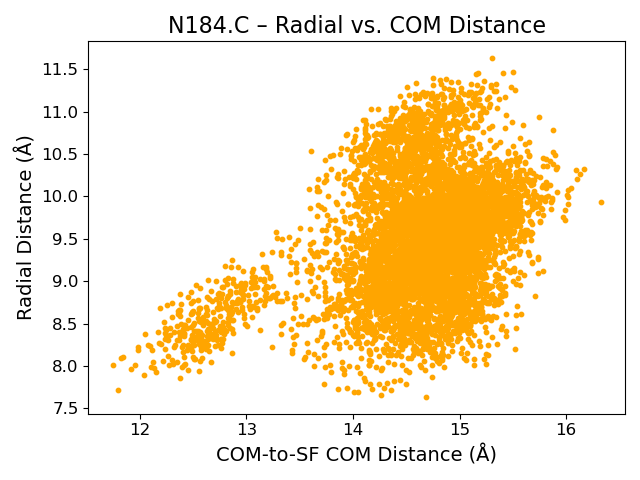 N184.C – Radial vs. COM Distance
11.5
11.0
10.5
10.0
9.5
9.0
8.5
8.0
7.5
Radial Distance (Å)
12 13 14 15 16
COM-to-SF COM Distance (Å)